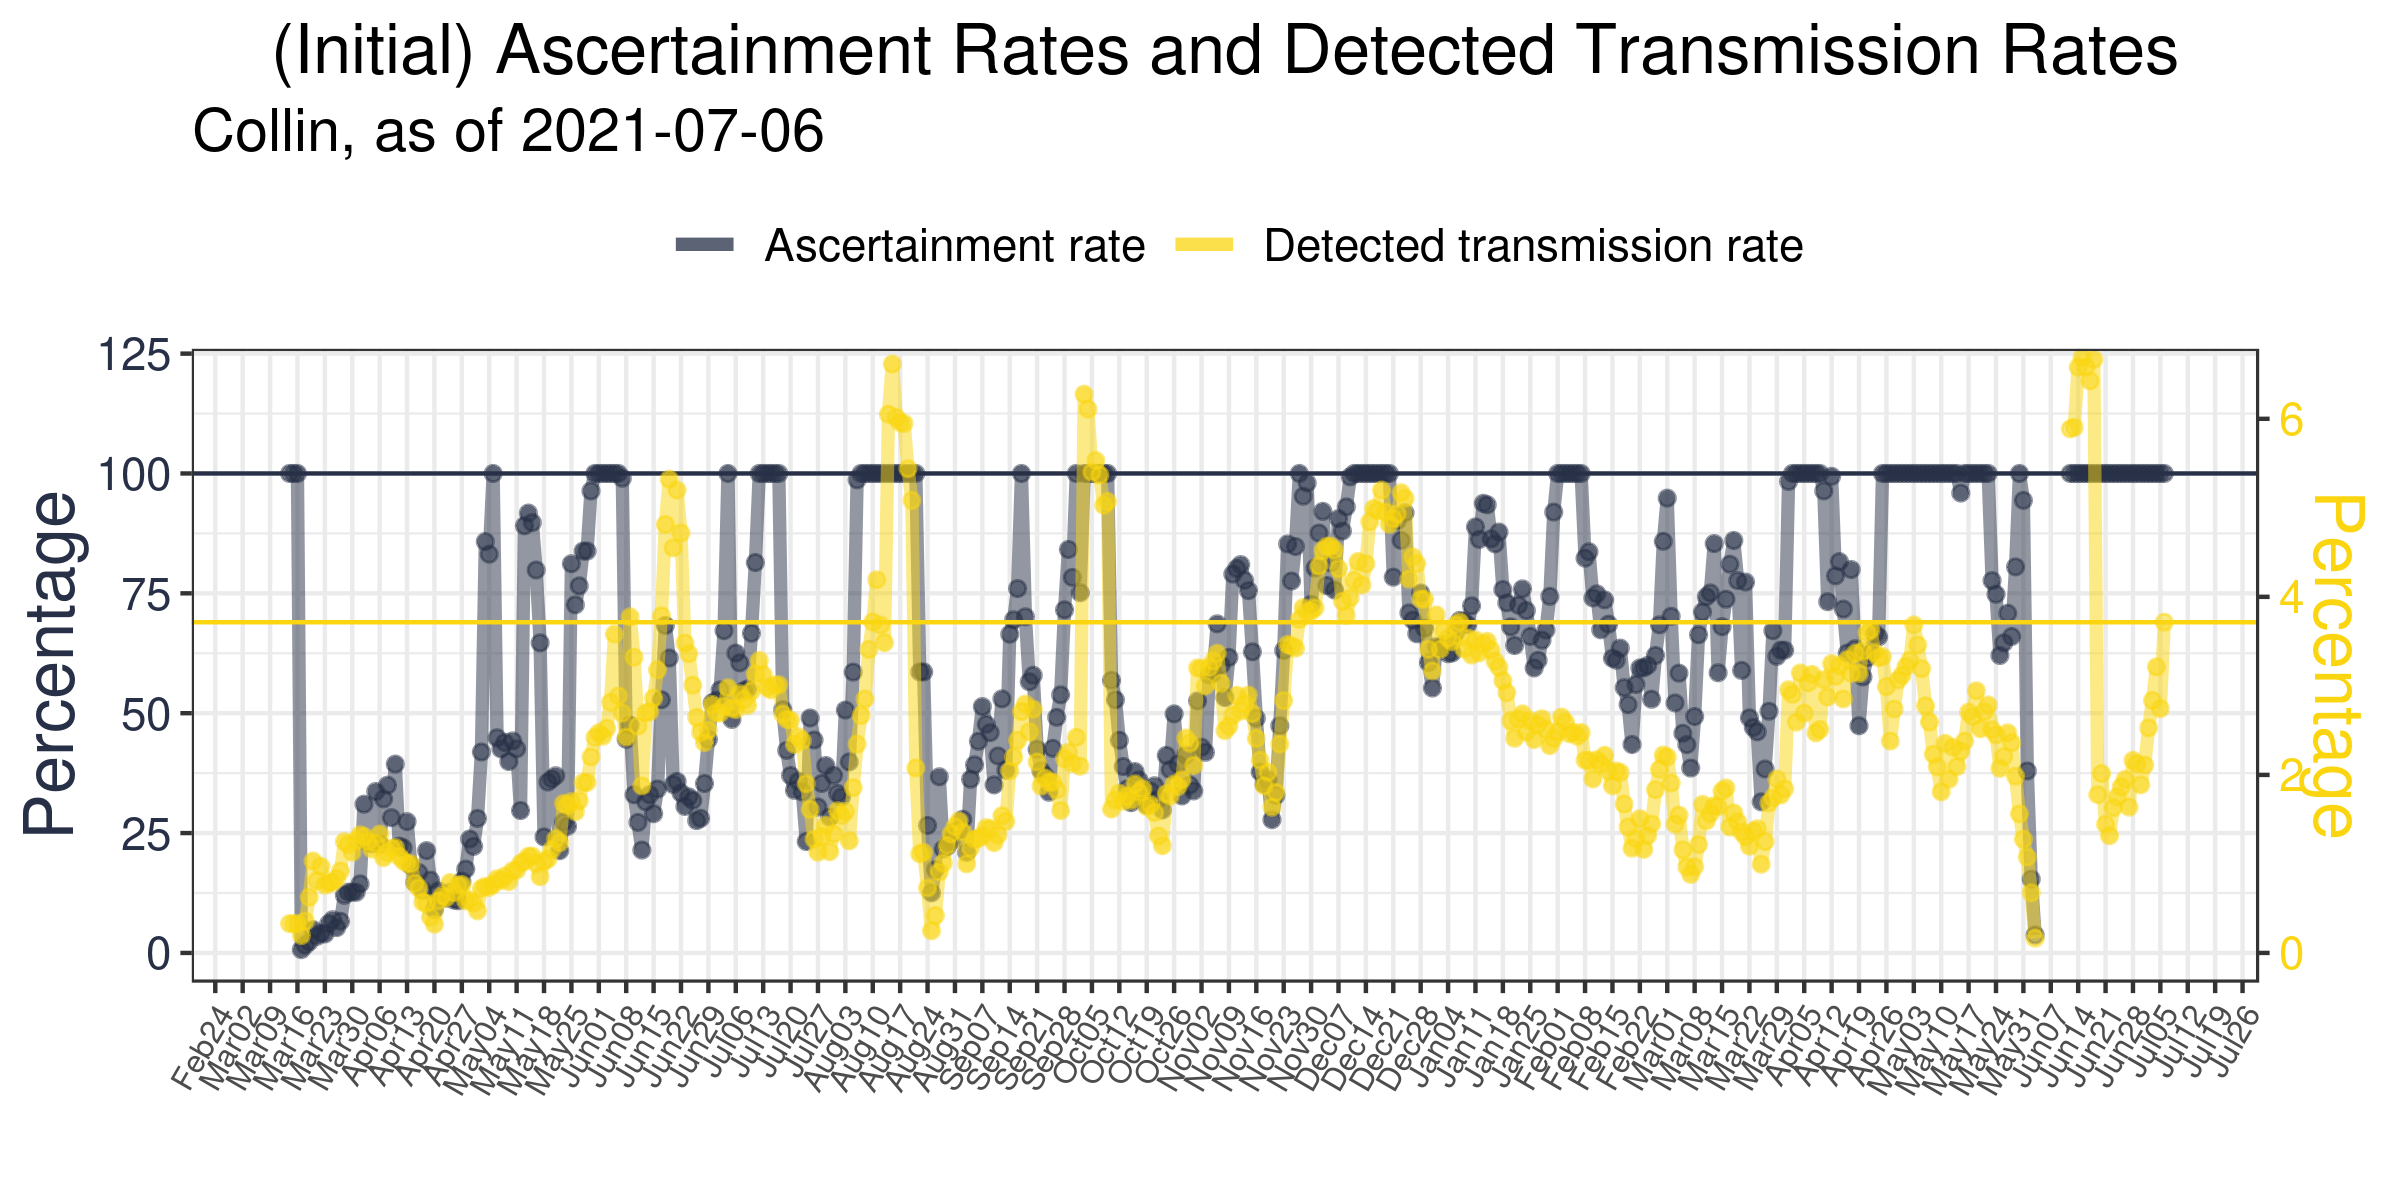 (Initial) Ascertainment Rates and Detected Transmission Rates
Collin, as of 2021-07-06
Ascertainment rate Detected transmission rate
125
100
75
50
25
0
Percentage
6
4
2
0
Percentage
Feb24 Mar02 Mar09 Mar16 Mar23 Mar30 Apr06 Apr13 Apr20 Apr27 May04 May11 May18 May25 Jun01 Jun08 Jun15 Jun22 Jun29 Jul06 Jul13 Jul20 Jul27 Aug03 Aug10 Aug17 Aug24 Aug31 Sep07 Sep14 Sep21 Sep28 Oct05 Oct12 Oct19 Oct26 Nov02 Nov09 Nov16 Nov23 Nov30 Dec07 Dec14 Dec21 Dec28 Jan04 Jan11 Jan18 Jan25 Feb01 Feb08 Feb15 Feb22 Mar01 Mar08 Mar15 Mar22 Mar29 Apr05 Apr12 Apr19 Apr26 May03 May10 May17 May24 May31 Jun07 Jun14 Jun21 Jun28 Jul05 Jul12 Jul19 Jul26